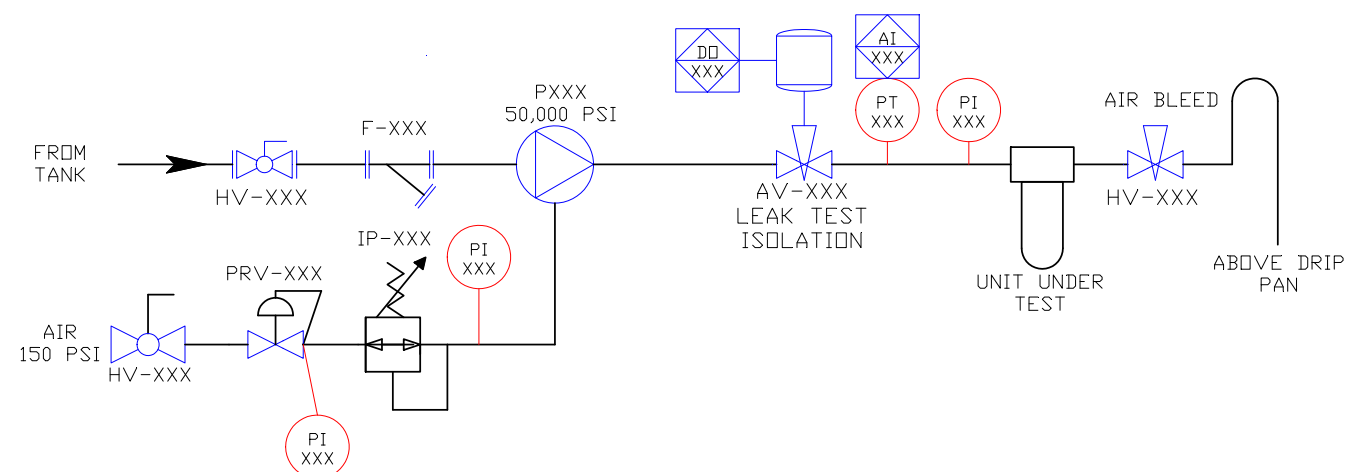 DO
XXX
AI
XXX
PXXX
50,000 PSI
PT
XXX
PI
XXX
AIR BLEED
F-XXX
FROM
TANK
HV-XXX
AV-XXX
LEAK TEST
ISOLATION
HV-XXX
IP-XXX
PI
XXX
PRV-XXX
UNIT UNDER
TEST
ABOVE DRIP
PAN
AIR
150 PSI
HV-XXX
PI
XXX